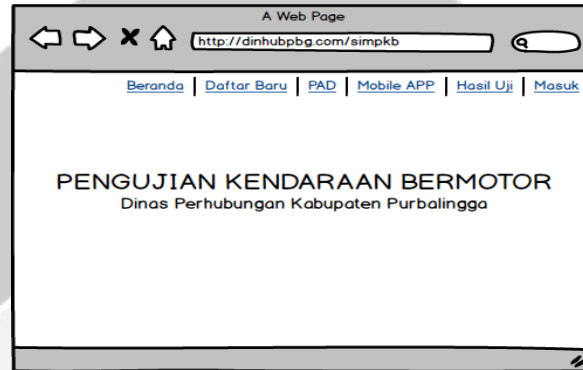 A Web Page
http://dinhubpbg.com/simpkb
Beranda | Daftar Baru | PAD | Mobile APP | Hasil Uji | Masuk
PENGUJIAN KENDARAAN BERMOTOR
Dinas Perhubungan Kabupaten Purbalingga